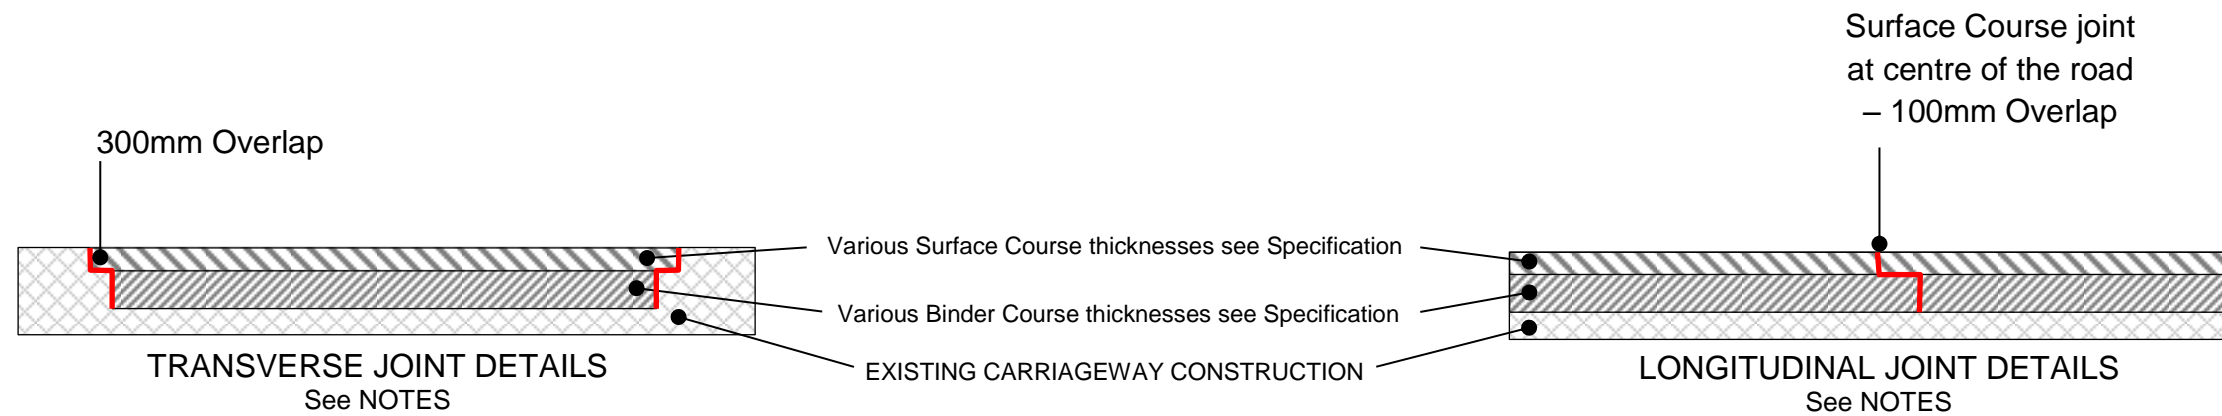 Surface Course joint
at centre of the road
– 100mm Overlap
300mm Overlap
Various Surface Course thicknesses see Specification
Various Binder Course thicknesses see Specification
EXISTING CARRIAGEWAY CONSTRUCTION
TRANSVERSE JOINT DETAILS
See NOTES
LONGITUDINAL JOINT DETAILS
See NOTES